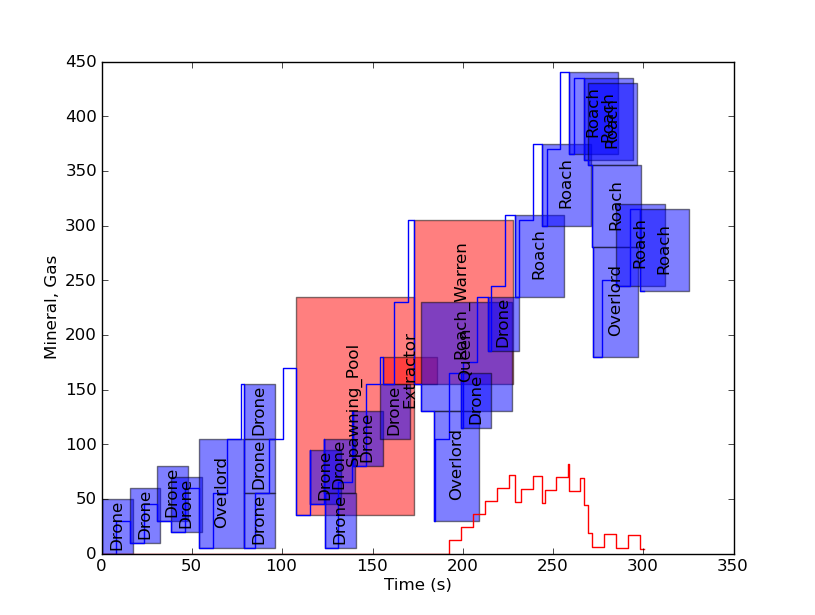 450
400
350
300
250
200
150
100
50
0
Mineral, Gas
0
50
100
150
200
250
300
350
Time (s)
Drone
Drone
Drone
Drone
Overlord
Drone
Drone
Drone
Spawning_Pool
Drone
Drone
Drone
Drone
Drone
Extractor
Roach_Warren
Queen
Overlord
Drone
Drone
Roach
Roach
Roach
Roach
Roach
Roach
Overlord
Roach
Roach